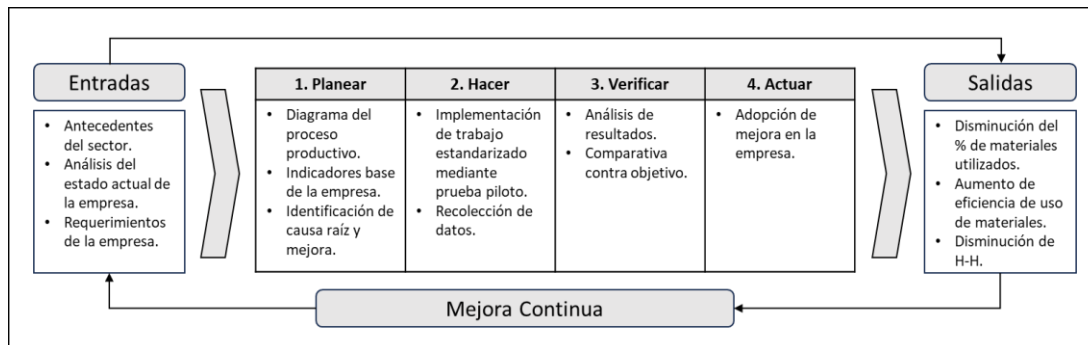 Entradas
• Antecedentes
del sector.
• Análisis del
estado actual de
la empresa.
• Requerimientos
de la empresa.
1. Planear
• Diagrama del
proceso
productivo.
• Indicadores base
de la empresa.
• Identificación de
causa raíz y
mejora.
2. Hacer
• Implementación
de trabajo
estandarizado
mediante
prueba piloto.
• Recolección de
datos.
3. Verificar
• Análisis de
resultados.
• Comparativa
contra objetivo.
4. Actuar
• Adopción de
mejora en la
empresa.
Salidas
• Disminución del
% de materiales
utilizados.
• Aumento de
eficiencia de uso
de materiales.
• Disminución de
H-H.
Mejora Continua